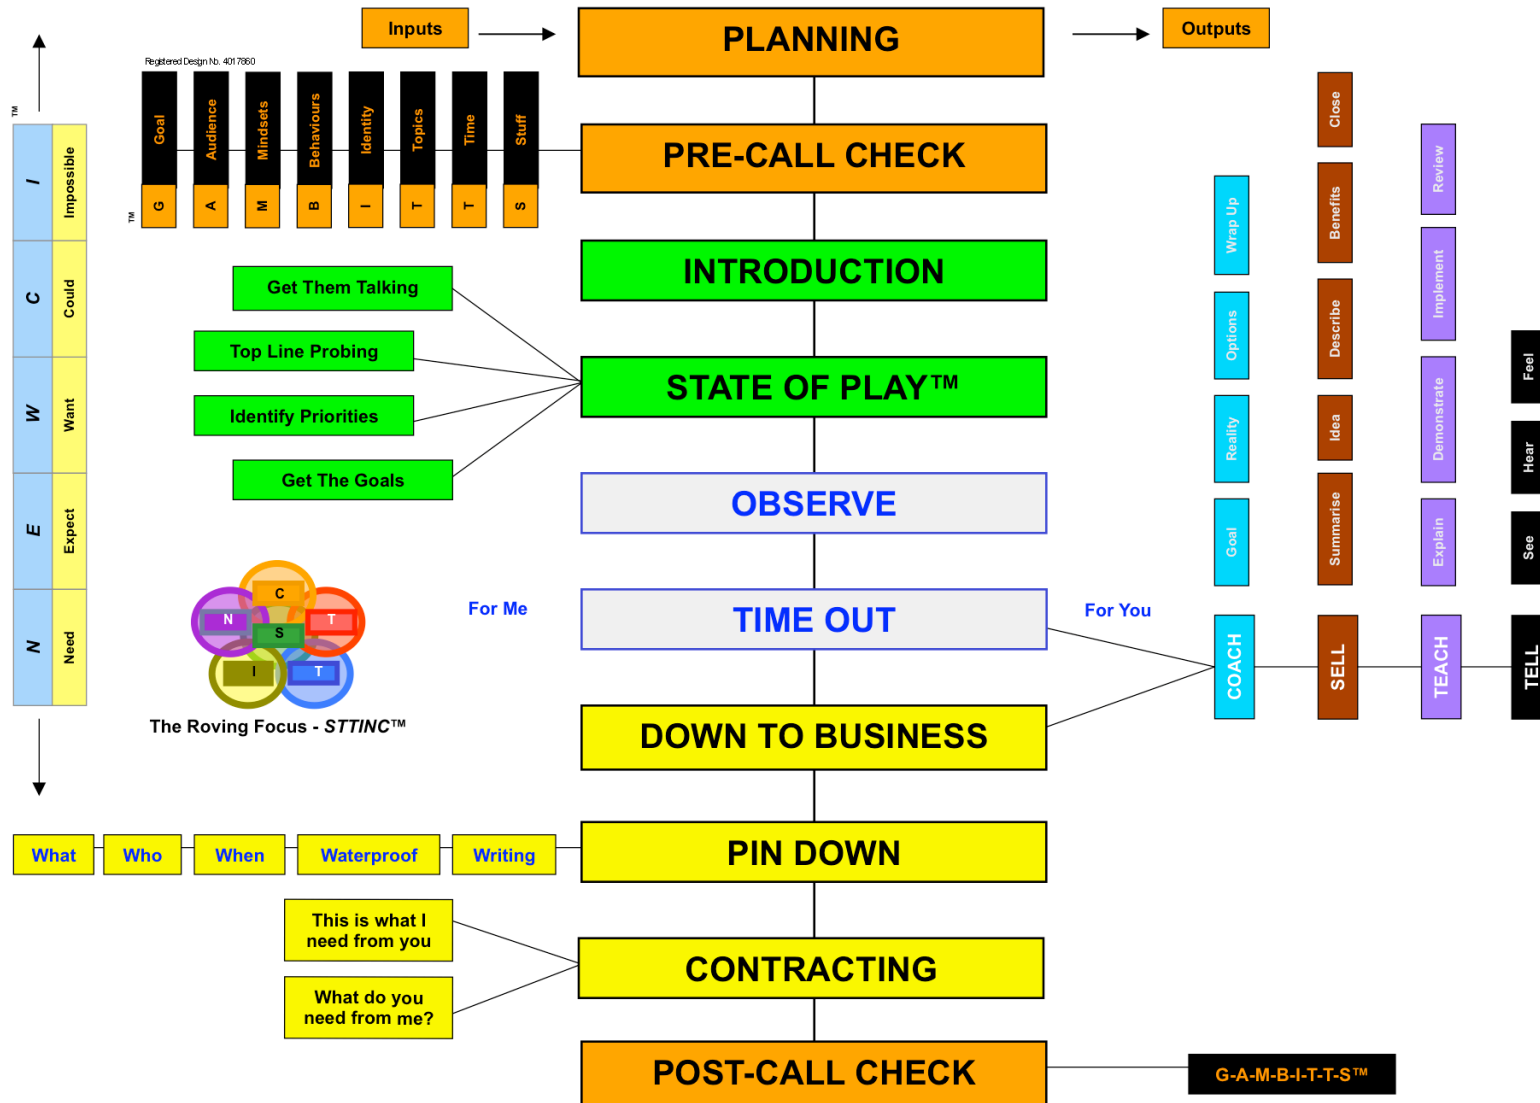 Inputs
PLANNING
Outputs
Registered Design No. 4017860
TM
I
Impossible
C
Could
W
Want
E
Expect
N
Need
Goal
Audience
Mindsets
Behaviours
Identity
Topics
Time
Stuff
TM
G
A
M
B
I
T
T
S
PRE-CALL CHECK
INTRODUCTION
Get Them Talking
Top Line Probing
Identify Priorities
Get The Goals
STATE OF PLAY™
OBSERVE
C
N
T
S
I
T
The Roving Focus - STTINC™
For Me
TIME OUT
For You
DOWN TO BUSINESS
Wrap Up
Options
Reality
Goal
COACH
Close
Benefits
Describe
Idea
Summarise
SELL
Review
Implement
Demonstrate
Explain
TEACH
Feel
Hear
See
TELL
What
Who
When
Waterproof
Writing
PIN DOWN
This is what I
need from you
What do you
need from me?
CONTRACTING
POST-CALL CHECK
G-A-M-B-I-T-T-S™